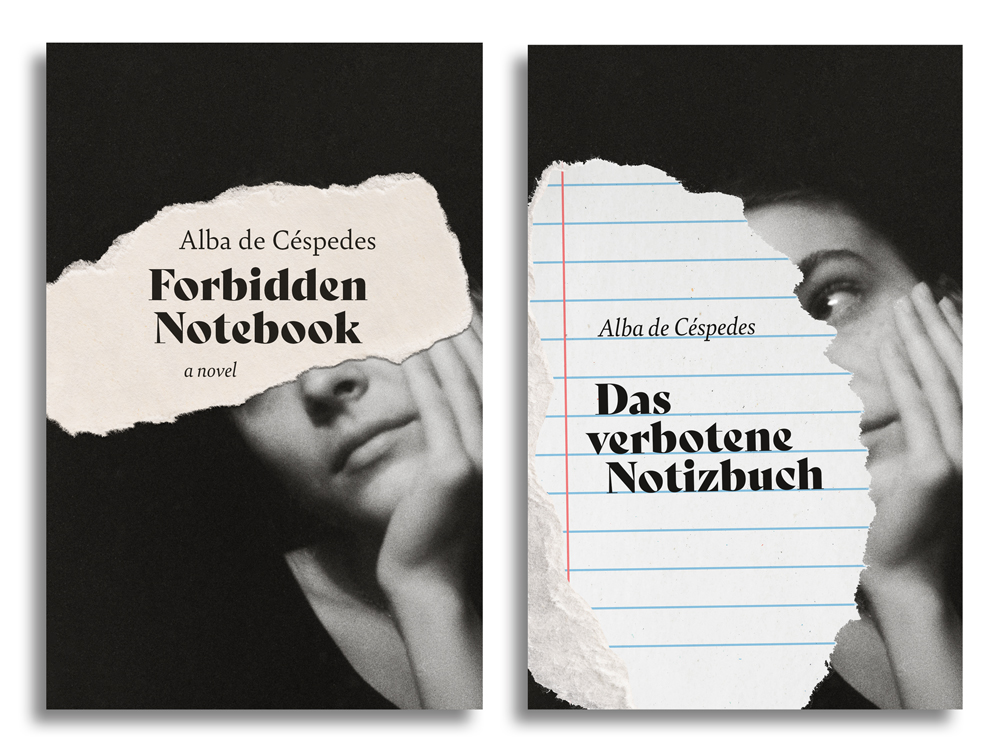 Alba de Céspedes
Forbidden
Notebook
a novel
Alba de Céspedes
Das
verbotene
Notizbuch